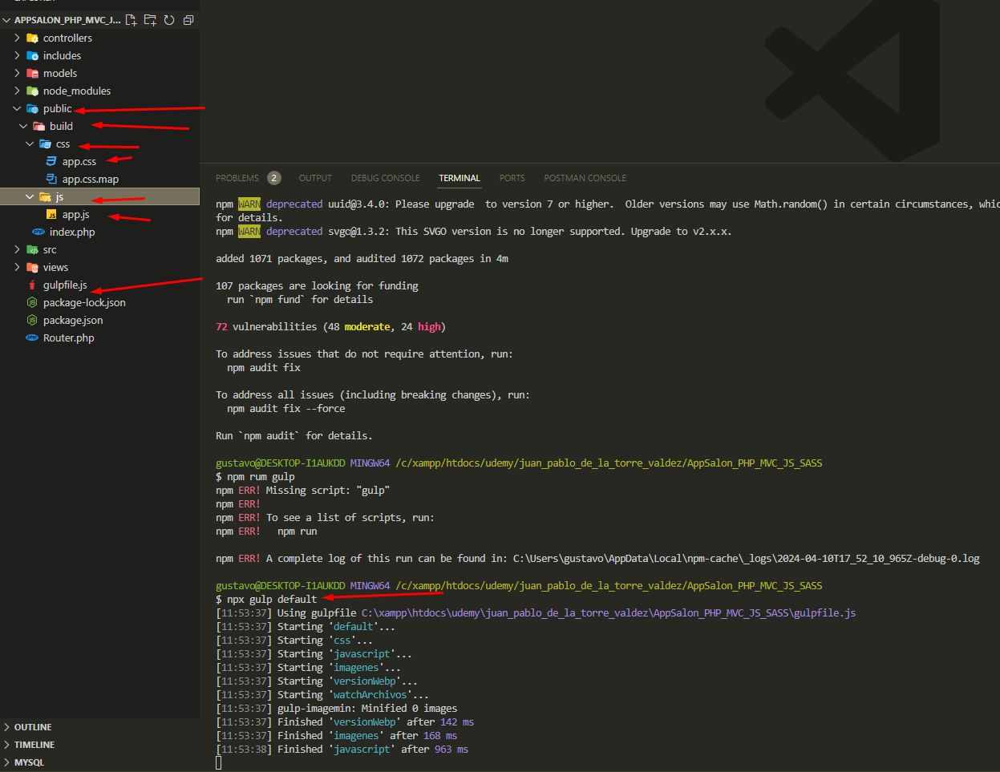 APPSALON_PHP_MVC_J...
controllers
includes
models
node_modules
public
build
css
app.css
app.css.map
js
app.js
index.php
src
views
gulpfile.js
package-lock.json
package.json
Router.php
OUTLINE
TIMELINE
MYSQL
PROBLEMS 2 OUTPUT DEBUG CONSOLE TERMINAL PORTS POSTMAN CONSOLE
npm WARN deprecated uuid@3.4.0: Please upgrade  to version 7 or higher.  Older versions may use Math.random() in certain circumstances, whic
for details.
npm WARN deprecated svgo@1.3.2: This SVGO version is no longer supported. Upgrade to v2.x.x.
added 1071 packages, and audited 1072 packages in 4m
107 packages are looking for funding
run `npm fund` for details
72 vulnerabilities (48 moderate, 24 high)
To address issues that do not require attention, run:
npm audit fix
To address all issues (including breaking changes), run:
npm audit fix --force
Run `npm audit` for details.
gustavo@DESKTOP-I1AUKDD MINGW64 /c/xampp/htdocs/udemy/juan_pablo_de_la_torre_valdez/AppSalon_PHP_MVC_JS_SASS
$ npm rum gulp
npm ERR! Missing script: "gulp"
npm ERR!
npm ERR! To see a list of scripts, run:
npm ERR!   npm run
npm ERR! A complete log of this run can be found in: C:\Users\gustavo\AppData\Local\npm-cache\_logs\2024-04-10T17_52_10_965Z-debug-0.log
gustavo@DESKTOP-I1AUKDD MINGW64 /c/xampp/htdocs/udemy/juan_pablo_de_la_torre_valdez/AppSalon_PHP_MVC_JS_SASS
$ npx gulp default
[11:53:37] Using gulpfile C:\xampp\htdocs\udemy\juan_pablo_de_la_torre_valdez\AppSalon_PHP_MVC_JS_SASS\gulpfile.js
[11:53:37] Starting 'default'...
[11:53:37] Starting 'css'...
[11:53:37] Starting 'javascript'...
[11:53:37] Starting 'imagenes'...
[11:53:37] Starting 'versionWebp'...
[11:53:37] Starting 'watchArchivos'...
[11:53:37] gulp-imagemin: Minified 0 images
[11:53:37] Finished 'versionWebp' after 142 ms
[11:53:37] Finished 'imagenes' after 168 ms
[11:53:38] Finished 'javascript' after 963 ms